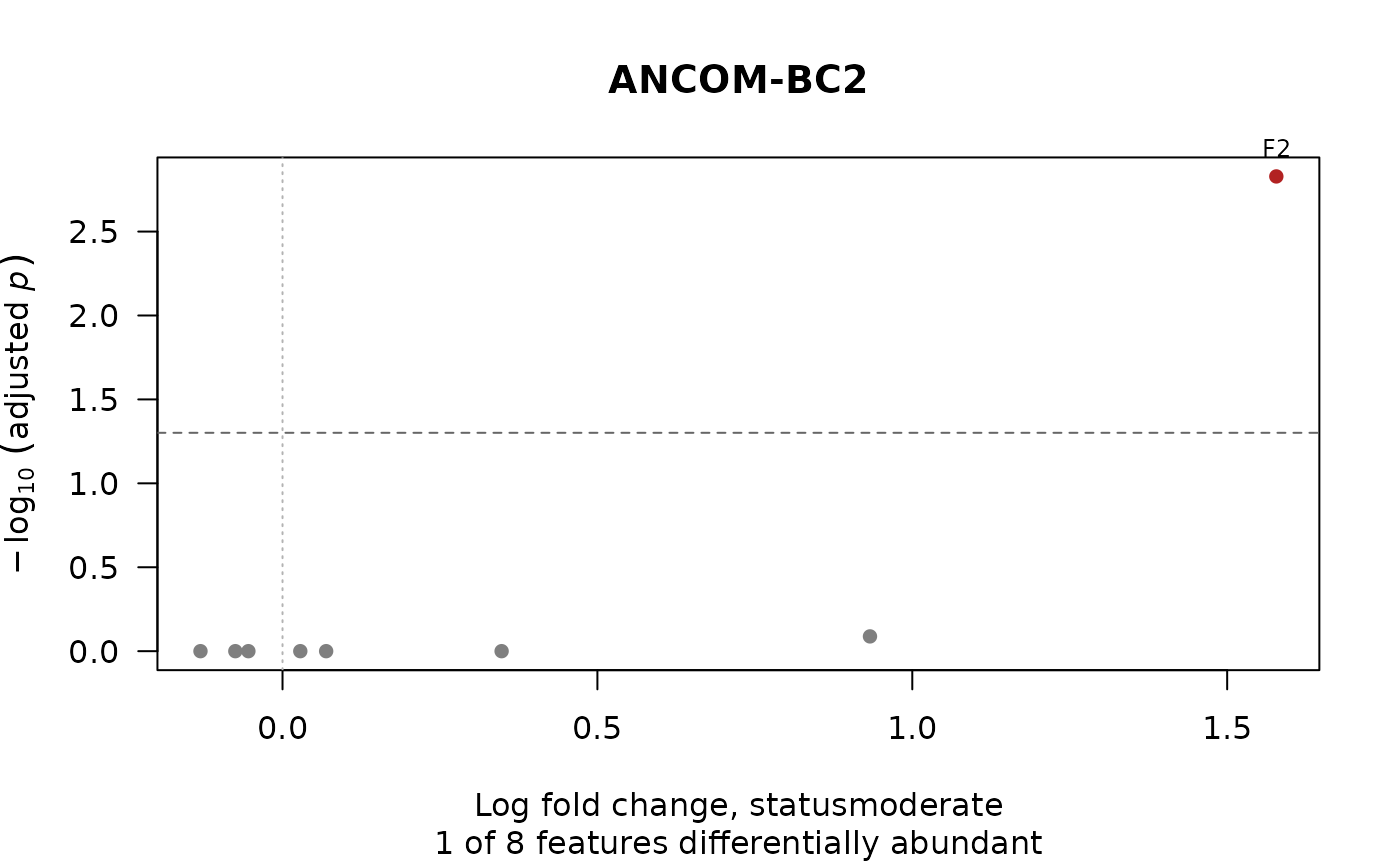 ANCOM-BC2
F2
2.5
2.0
1.5
1.0
0.5
0.0
− log10 (adjusted p)
0.0 0.5 1.0 1.5
Log fold change, statusmoderate
1 of 8 features differentially abundant